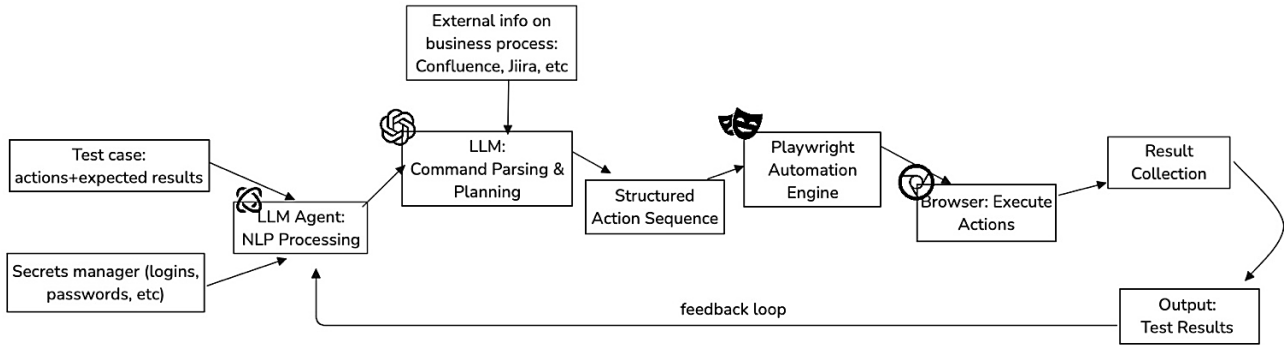 External info on
business process:
Confluence, Jiira, etc
Test case:
actions+expected results
Secrets manager (logins,
passwords, etc)
LLM Agent:
NLP Processing
LLM:
Command Parsing &
Planning
Structured
Action Sequence
Playwright
Automation
Engine
Browser: Execute
Actions
Result
Collection
Output:
Test Results
feedback loop